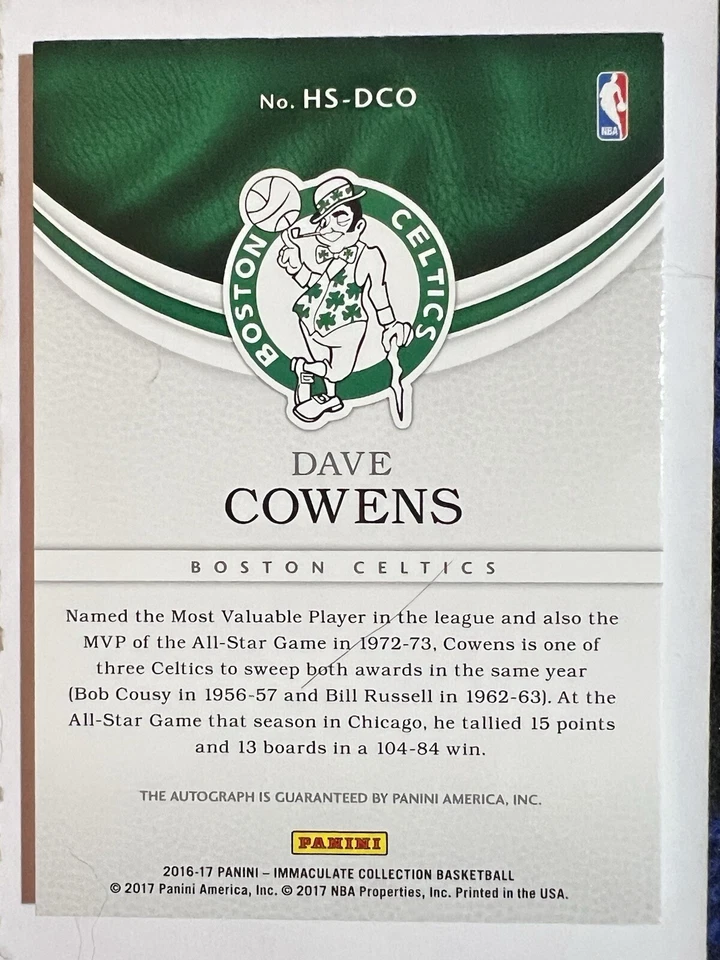 No. HS-DCO
NBA
BOSTON CELTICS
DAVE
COWENS
BOSTON CELTICS
Named the Most Valuable Player in the league and also the
MVP of the All-Star Game in 1972-73, Cowens is one of
three Celtics to sweep both awards in the same year
(Bob Cousy in 1956-57 and Bill Russell in 1962-63). At the
All-Star Game that season in Chicago, he tallied 15 points
and 13 boards in a 104-84 win.
THE AUTOGRAPH IS GUARANTEED BY PANINI AMERICA, INC.
PANINI
2016-17 PANINI – IMMACULATE COLLECTION BASKETBALL
© 2017 Panini America, Inc. © 2017 NBA Properties, Inc. Printed in the USA.